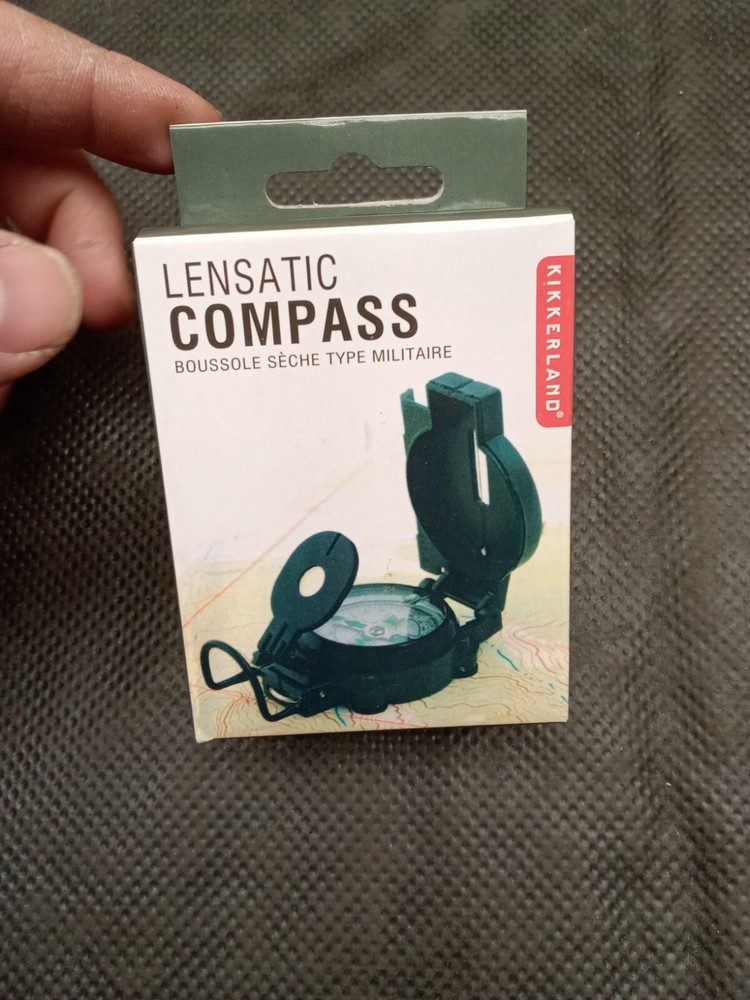 LENSATIC
COMPASS
BOUSSOLE SÈCHE TYPE MILITAIRE
KIKKERLAND®